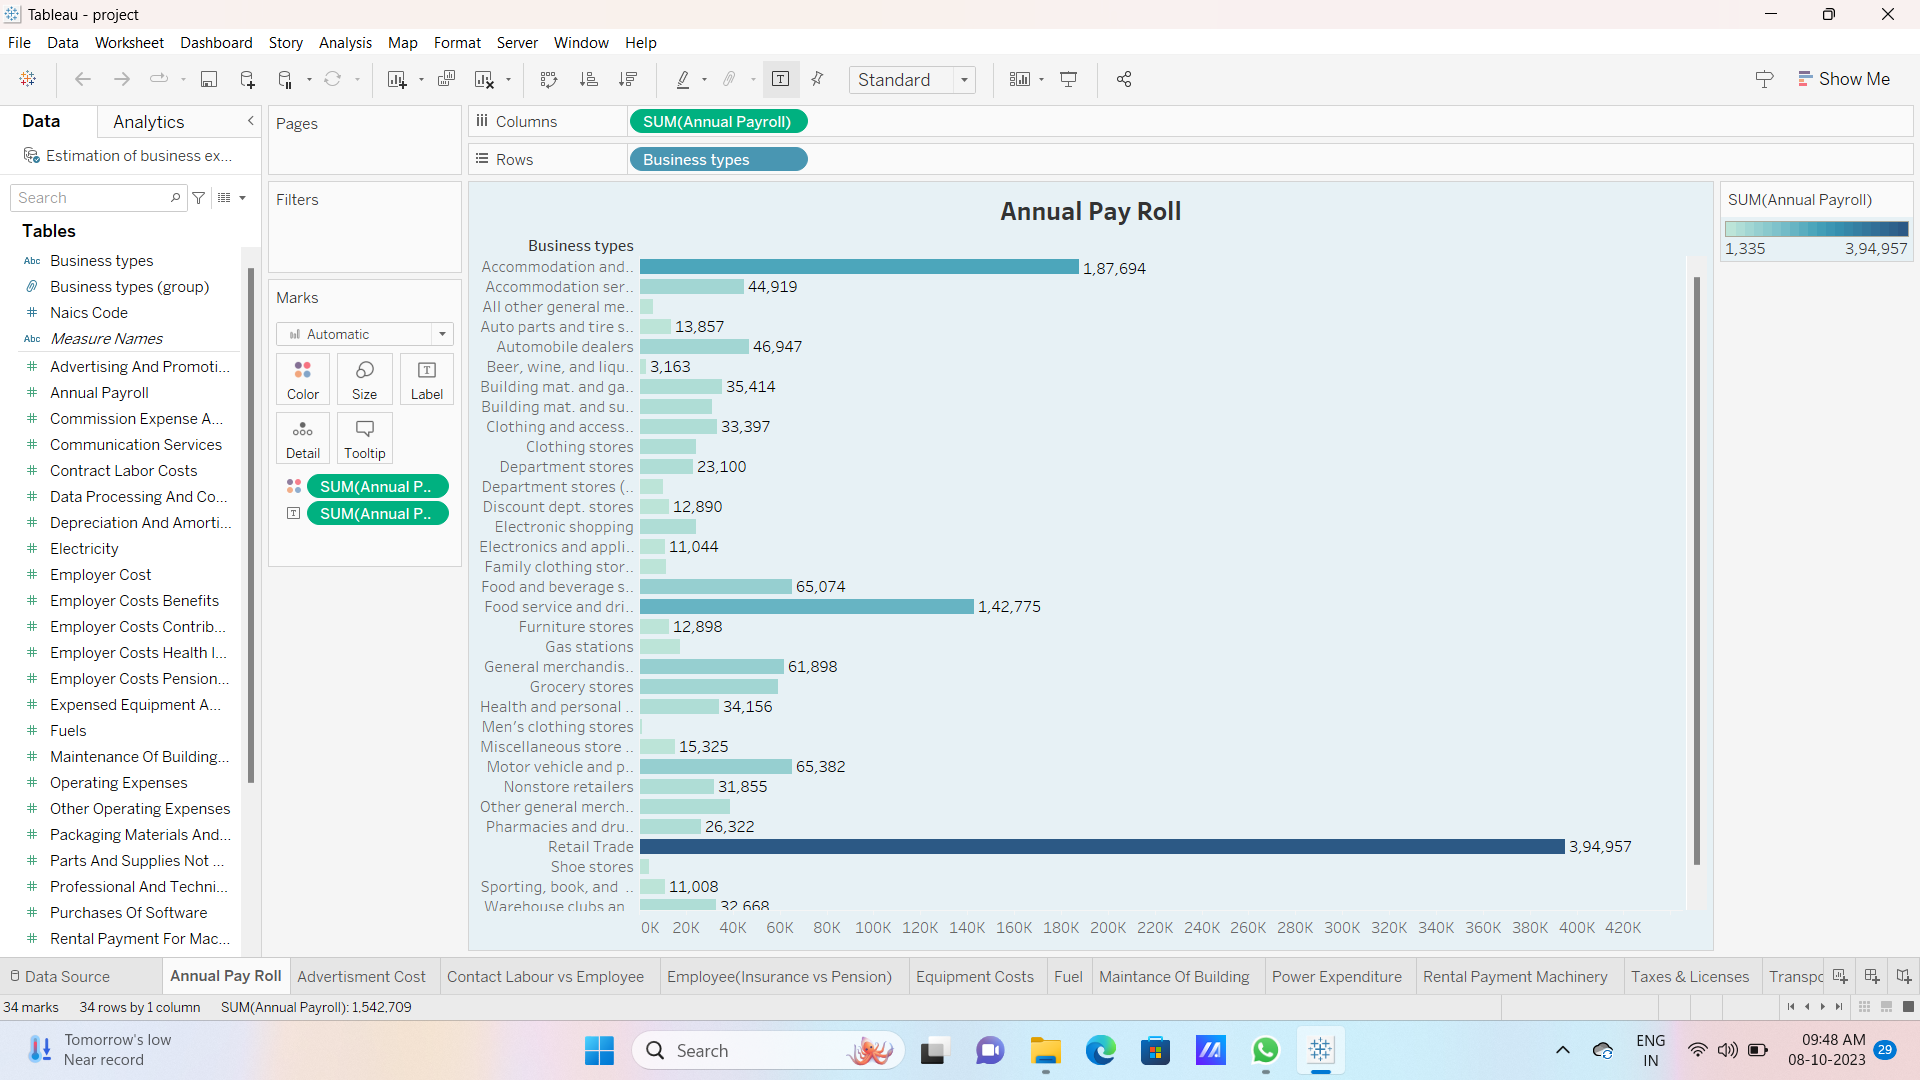 Tableau - project
File Data Worksheet Dashboard Story Analysis Map Format Server Window Help
Standard
Show Me
Data
Analytics
Estimation of business ex...
Search
Tables
Abc Business types
Business types (group)
# Naics Code
Abc Measure Names
# Advertising And Promoti...
# Annual Payroll
# Commission Expense A...
# Communication Services
# Contract Labor Costs
# Data Processing And Co...
# Depreciation And Amorti...
# Electricity
# Employer Cost
# Employer Costs Benefits
# Employer Costs Contrib...
# Employer Costs Health I...
# Employer Costs Pension...
# Expensed Equipment A...
# Fuels
# Maintenance Of Building...
# Operating Expenses
# Other Operating Expenses
# Packaging Materials And...
# Parts And Supplies Not ...
# Professional And Techni...
# Purchases Of Software
# Rental Payment For Mac...
Pages
Filters
Marks
Automatic
Color
Size
Label
Detail
Tooltip
SUM(Annual P..
SUM(Annual P..
Columns
SUM(Annual Payroll)
Rows
Business types
Annual Pay Roll
Business types
Accommodation and.. 1,87,694
Accommodation ser.. 44,919
All other general me..
Auto parts and tire s.. 13,857
Automobile dealers 46,947
Beer, wine, and liqu.. 3,163
Building mat. and ga.. 35,414
Building mat. and su..
Clothing and access.. 33,397
Clothing stores
Department stores 23,100
Department stores (..
Discount dept. stores 12,890
Electronic shopping
Electronics and appli.. 11,044
Family clothing stor..
Food and beverage s.. 65,074
Food service and dri.. 1,42,775
Furniture stores 12,898
Gas stations
General merchandis.. 61,898
Grocery stores
Health and personal .. 34,156
Men's clothing stores
Miscellaneous store .. 15,325
Motor vehicle and p.. 65,382
Nonstore retailers 31,855
Other general merch..
Pharmacies and dru.. 26,322
Retail Trade 3,94,957
Shoe stores
Sporting, book, and .. 11,008
Warehouse clubs an.. 32,668
0K 20K 40K 60K 80K 100K 120K 140K 160K 180K 200K 220K 240K 260K 280K 300K 320K 340K 360K 380K 400K 420K
SUM(Annual Payroll)
1,335 3,94,957
Data Source
Annual Pay Roll
Advertisment Cost
Contact Labour vs Employee
Employee(Insurance vs Pension)
Equipment Costs
Fuel
Maintance Of Building
Power Expenditure
Rental Payment Machinery
Taxes & Licenses
Transpo
34 marks 34 rows by 1 column SUM(Annual Payroll): 1,542,709
Tomorrow's low
Near record
Search
ENG
IN
09:48 AM
08-10-2023
29